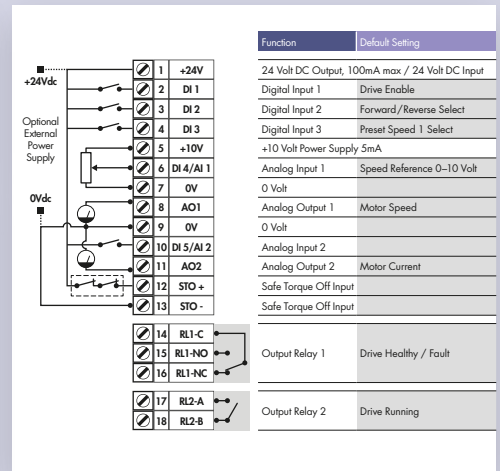 Function Default Setting
+24Vdc
Optional
External
Power
Supply
0Vdc
1 +24V 24 Volt DC Output, 100mA max / 24 Volt DC Input
2 DI 1 Digital Input 1 Drive Enable
3 DI 2 Digital Input 2 Forward/Reverse Select
4 DI 3 Digital Input 3 Preset Speed 1 Select
5 +10V +10 Volt Power Supply 5mA
6 DI 4/AI 1 Analog Input 1 Speed Reference 0–10 Volt
7 0V 0 Volt
8 AO1 Analog Output 1 Motor Speed
9 0V 0 Volt
10 DI 5/AI 2 Analog Input 2
11 AO2 Analog Output 2 Motor Current
12 STO + Safe Torque Off Input
13 STO - Safe Torque Off Input
14 RL1-C
15 RL1-NO Output Relay 1 Drive Healthy / Fault
16 RL1-NC
17 RL2-A
Output Relay 2 Drive Running
18 RL2-B